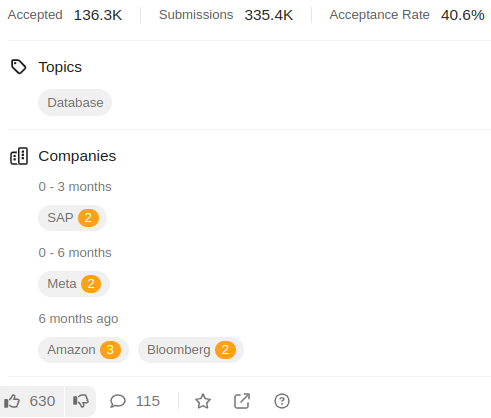 Accepted 136.3K Submissions 335.4K Acceptance Rate 40.6%
Topics
Database
Companies
0 - 3 months
SAP 2
0 - 6 months
Meta 2
6 months ago
Amazon 3 Bloomberg 2
630 115